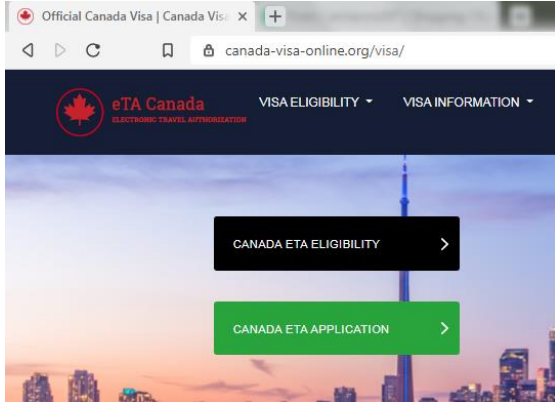 Official Canada Visa | Canada Vis
canada-visa-online.org/visa/
eTA Canada
ELECTRONIC TRAVEL AUTHORIZATION
VISA ELIGIBILITY
VISA INFORMATION
CANADA ETA ELIGIBILITY
CANADA ETA APPLICATION